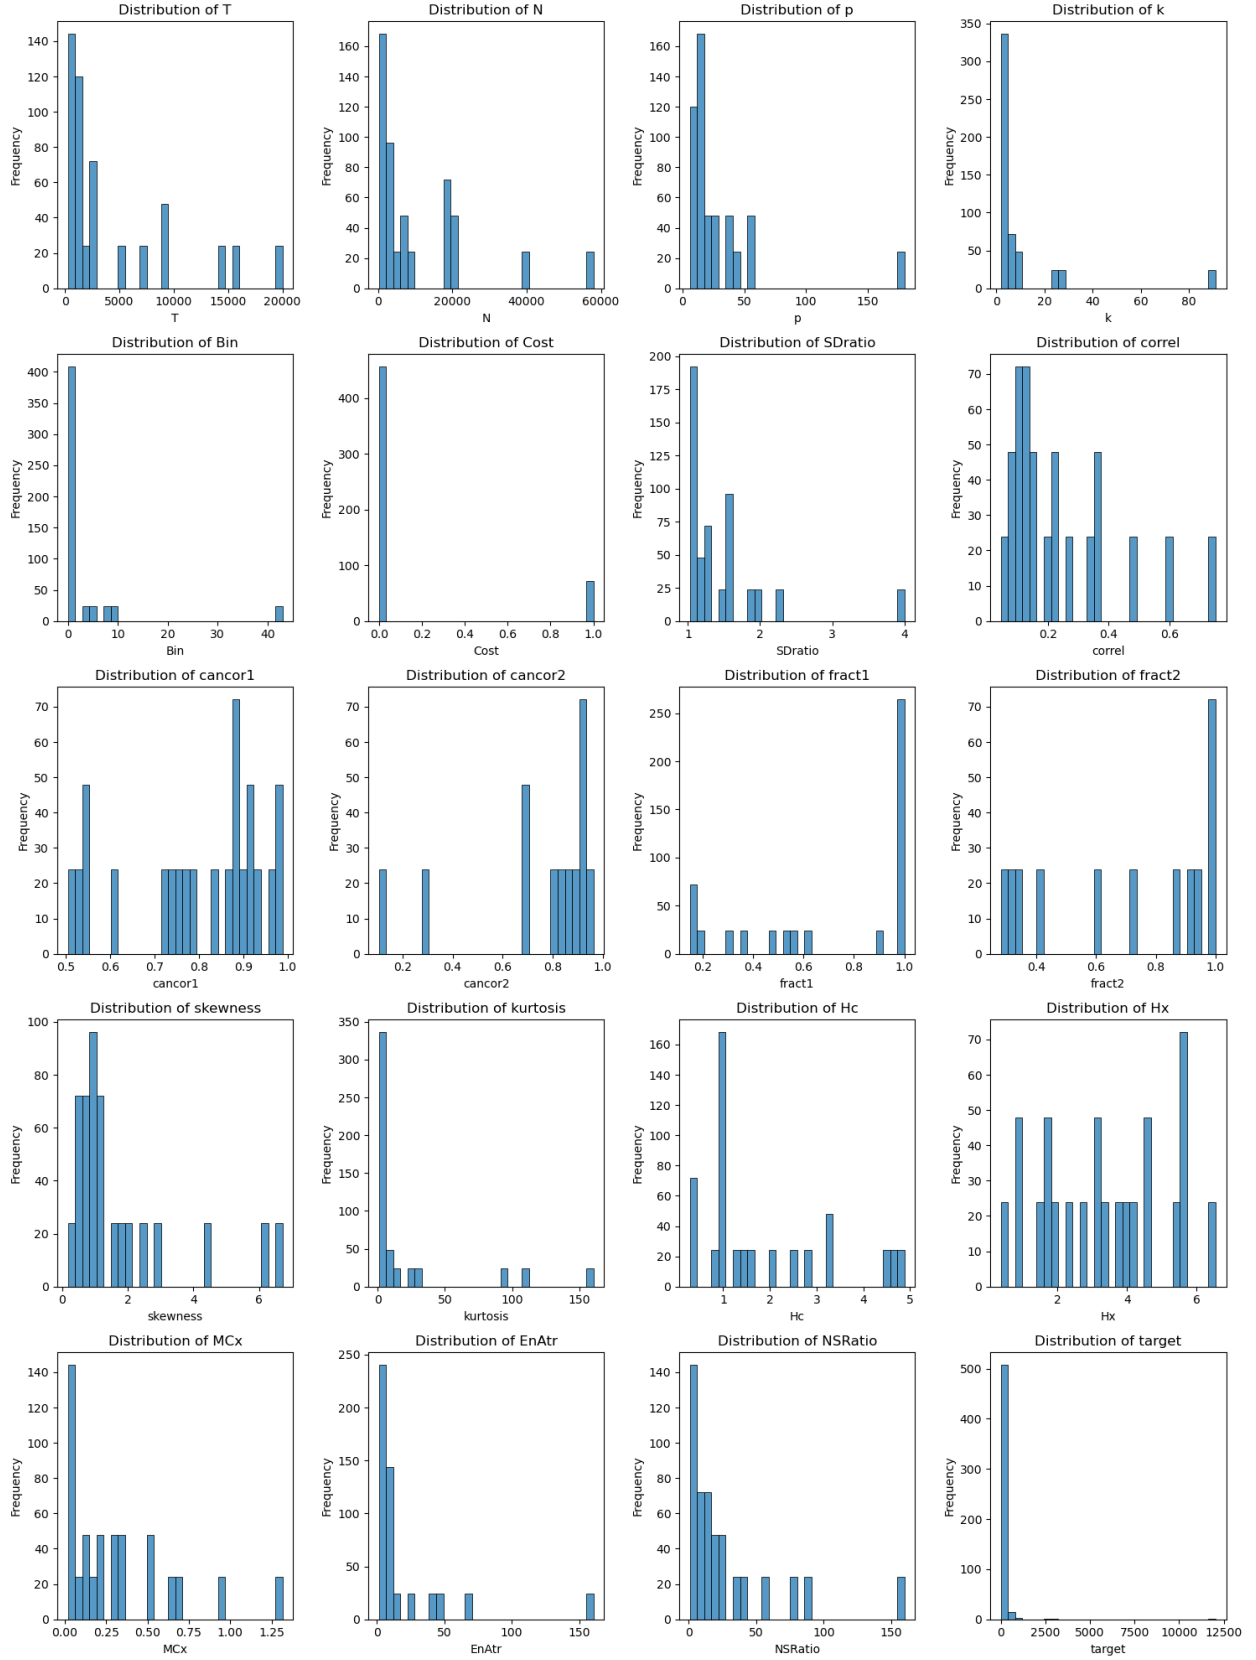 Distribution of T
Distribution of N
Distribution of p
Distribution of k
140
120
100
80
60
40
20
0
Frequency
0 5000 10000 15000 20000
T
160
140
120
100
80
60
40
20
0
Frequency
0 20000 40000 60000
N
160
140
120
100
80
60
40
20
0
Frequency
0 50 100 150
p
350
300
250
200
150
100
50
0
Frequency
0 20 40 60 80
k
Distribution of Bin
Distribution of Cost
Distribution of SDratio
Distribution of correl
400
350
300
250
200
150
100
50
0
Frequency
0 10 20 30 40
Bin
400
300
200
100
0
Frequency
0.0 0.2 0.4 0.6 0.8 1.0
Cost
200
175
150
125
100
75
50
25
0
Frequency
1 2 3 4
SDratio
70
60
50
40
30
20
10
0
Frequency
0.2 0.4 0.6
correl
Distribution of cancor1
Distribution of cancor2
Distribution of fract1
Distribution of fract2
70
60
50
40
30
20
10
0
Frequency
0.5 0.6 0.7 0.8 0.9 1.0
cancor1
70
60
50
40
30
20
10
0
Frequency
0.2 0.4 0.6 0.8 1.0
cancor2
250
200
150
100
50
0
Frequency
0.2 0.4 0.6 0.8 1.0
fract1
70
60
50
40
30
20
10
0
Frequency
0.4 0.6 0.8 1.0
fract2
Distribution of skewness
Distribution of kurtosis
Distribution of Hc
Distribution of Hx
100
80
60
40
20
0
Frequency
0 2 4 6
skewness
350
300
250
200
150
100
50
0
Frequency
0 50 100 150
kurtosis
160
140
120
100
80
60
40
20
0
Frequency
1 2 3 4 5
Hc
70
60
50
40
30
20
10
0
Frequency
2 4 6
Hx
Distribution of MCx
Distribution of EnAtr
Distribution of NSRatio
Distribution of target
140
120
100
80
60
40
20
0
Frequency
0.00 0.25 0.50 0.75 1.00 1.25
MCx
250
200
150
100
50
0
Frequency
0 50 100 150
EnAtr
140
120
100
80
60
40
20
0
Frequency
0 50 100 150
NSRatio
500
400
300
200
100
0
Frequency
0 2500 5000 7500 10000 12500
target